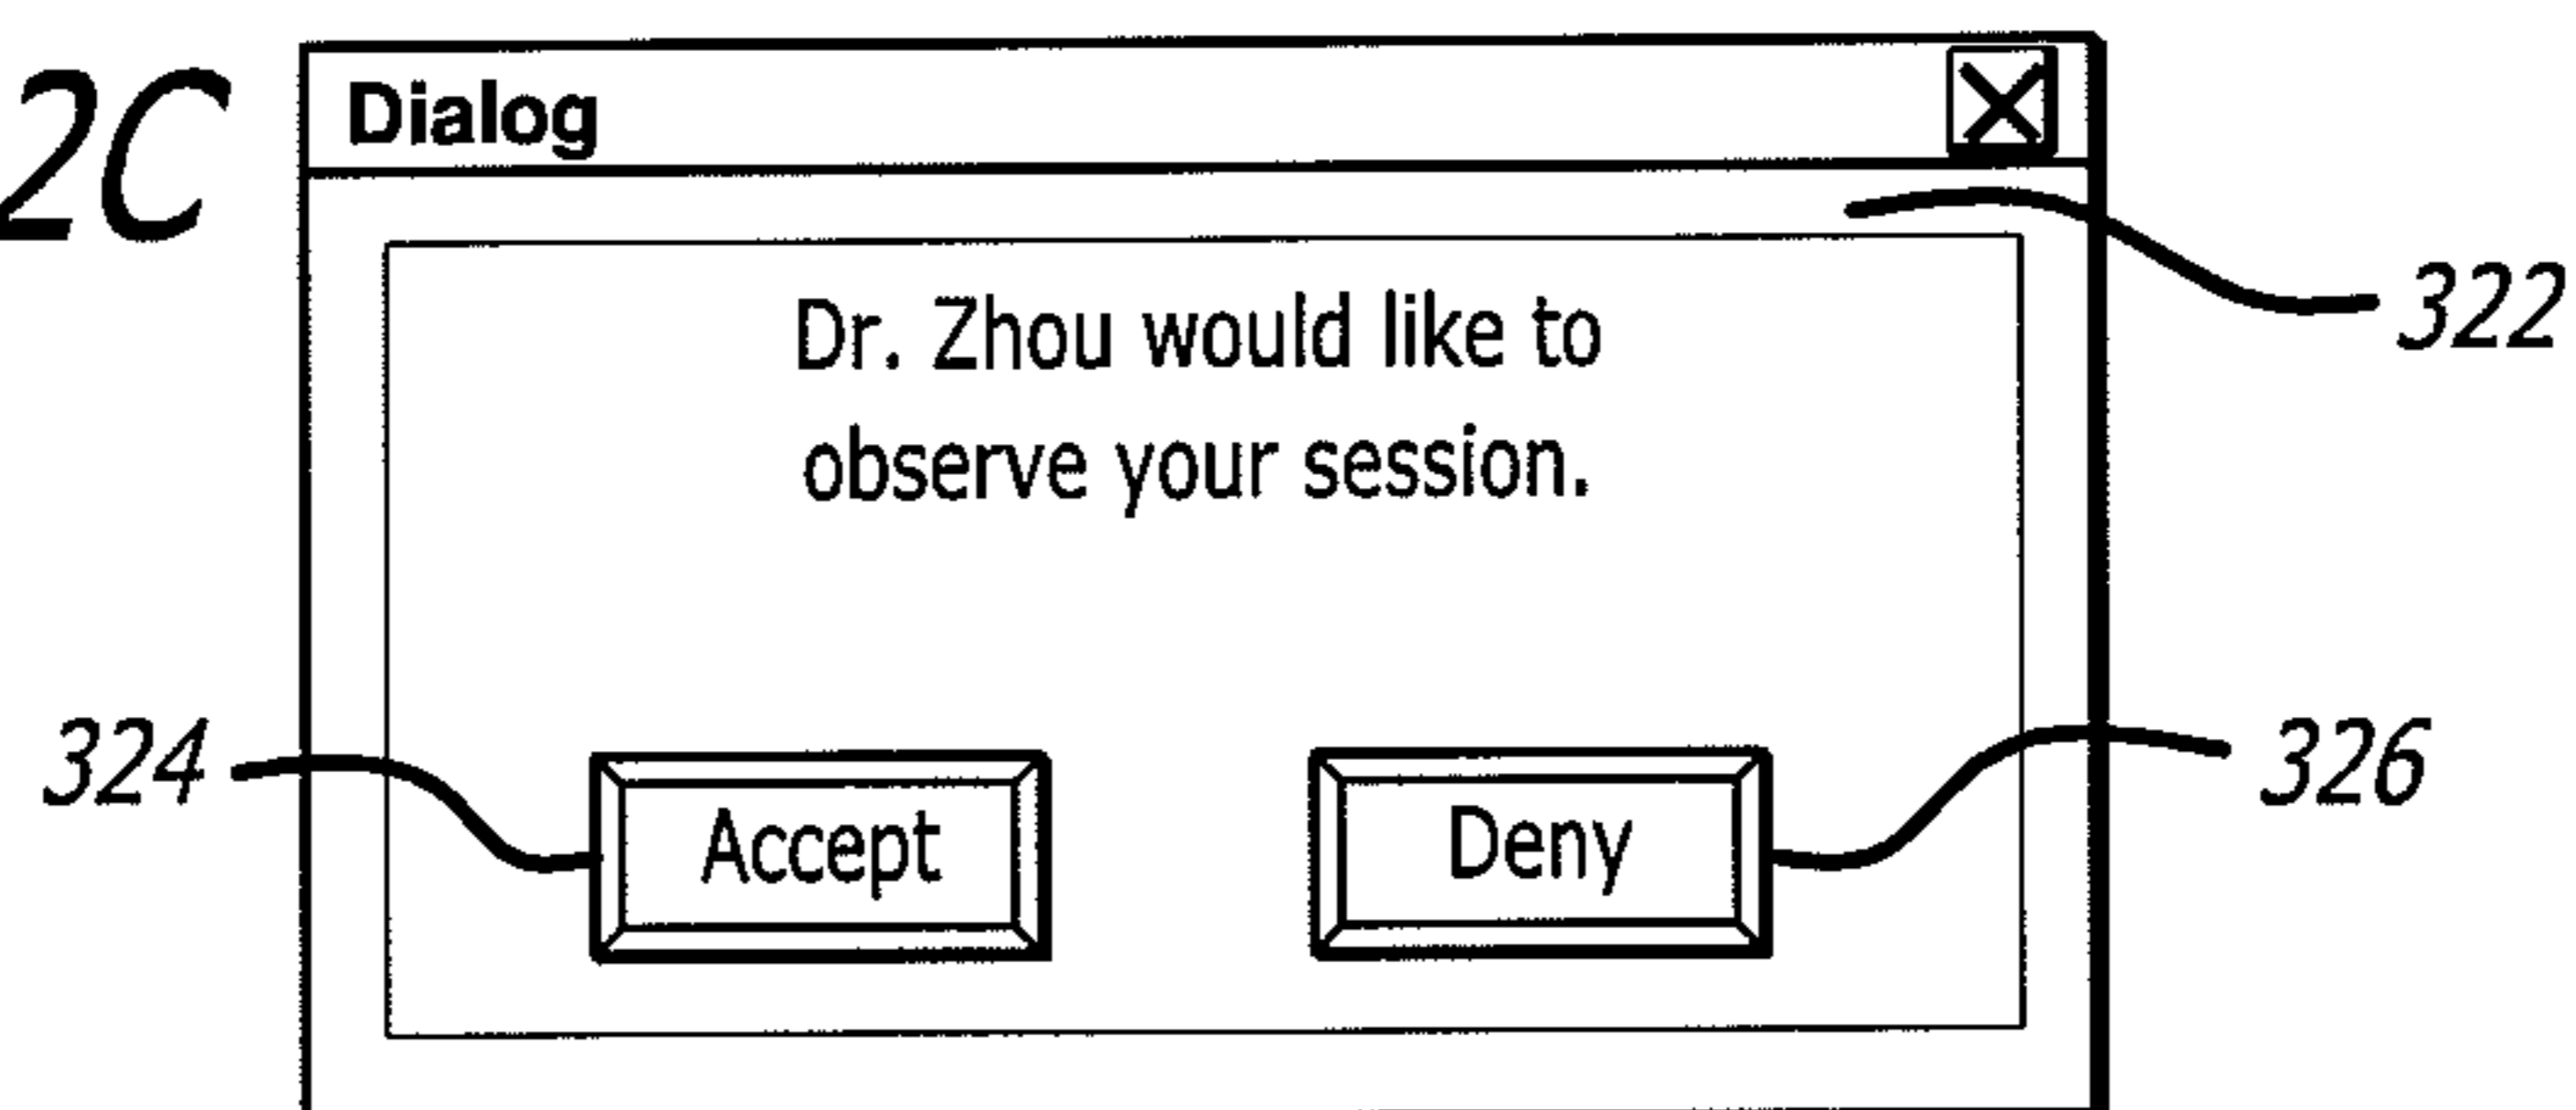 2C
Dialog
Dr. Zhou would like to
observe your session.
322
324
Accept
Deny
326